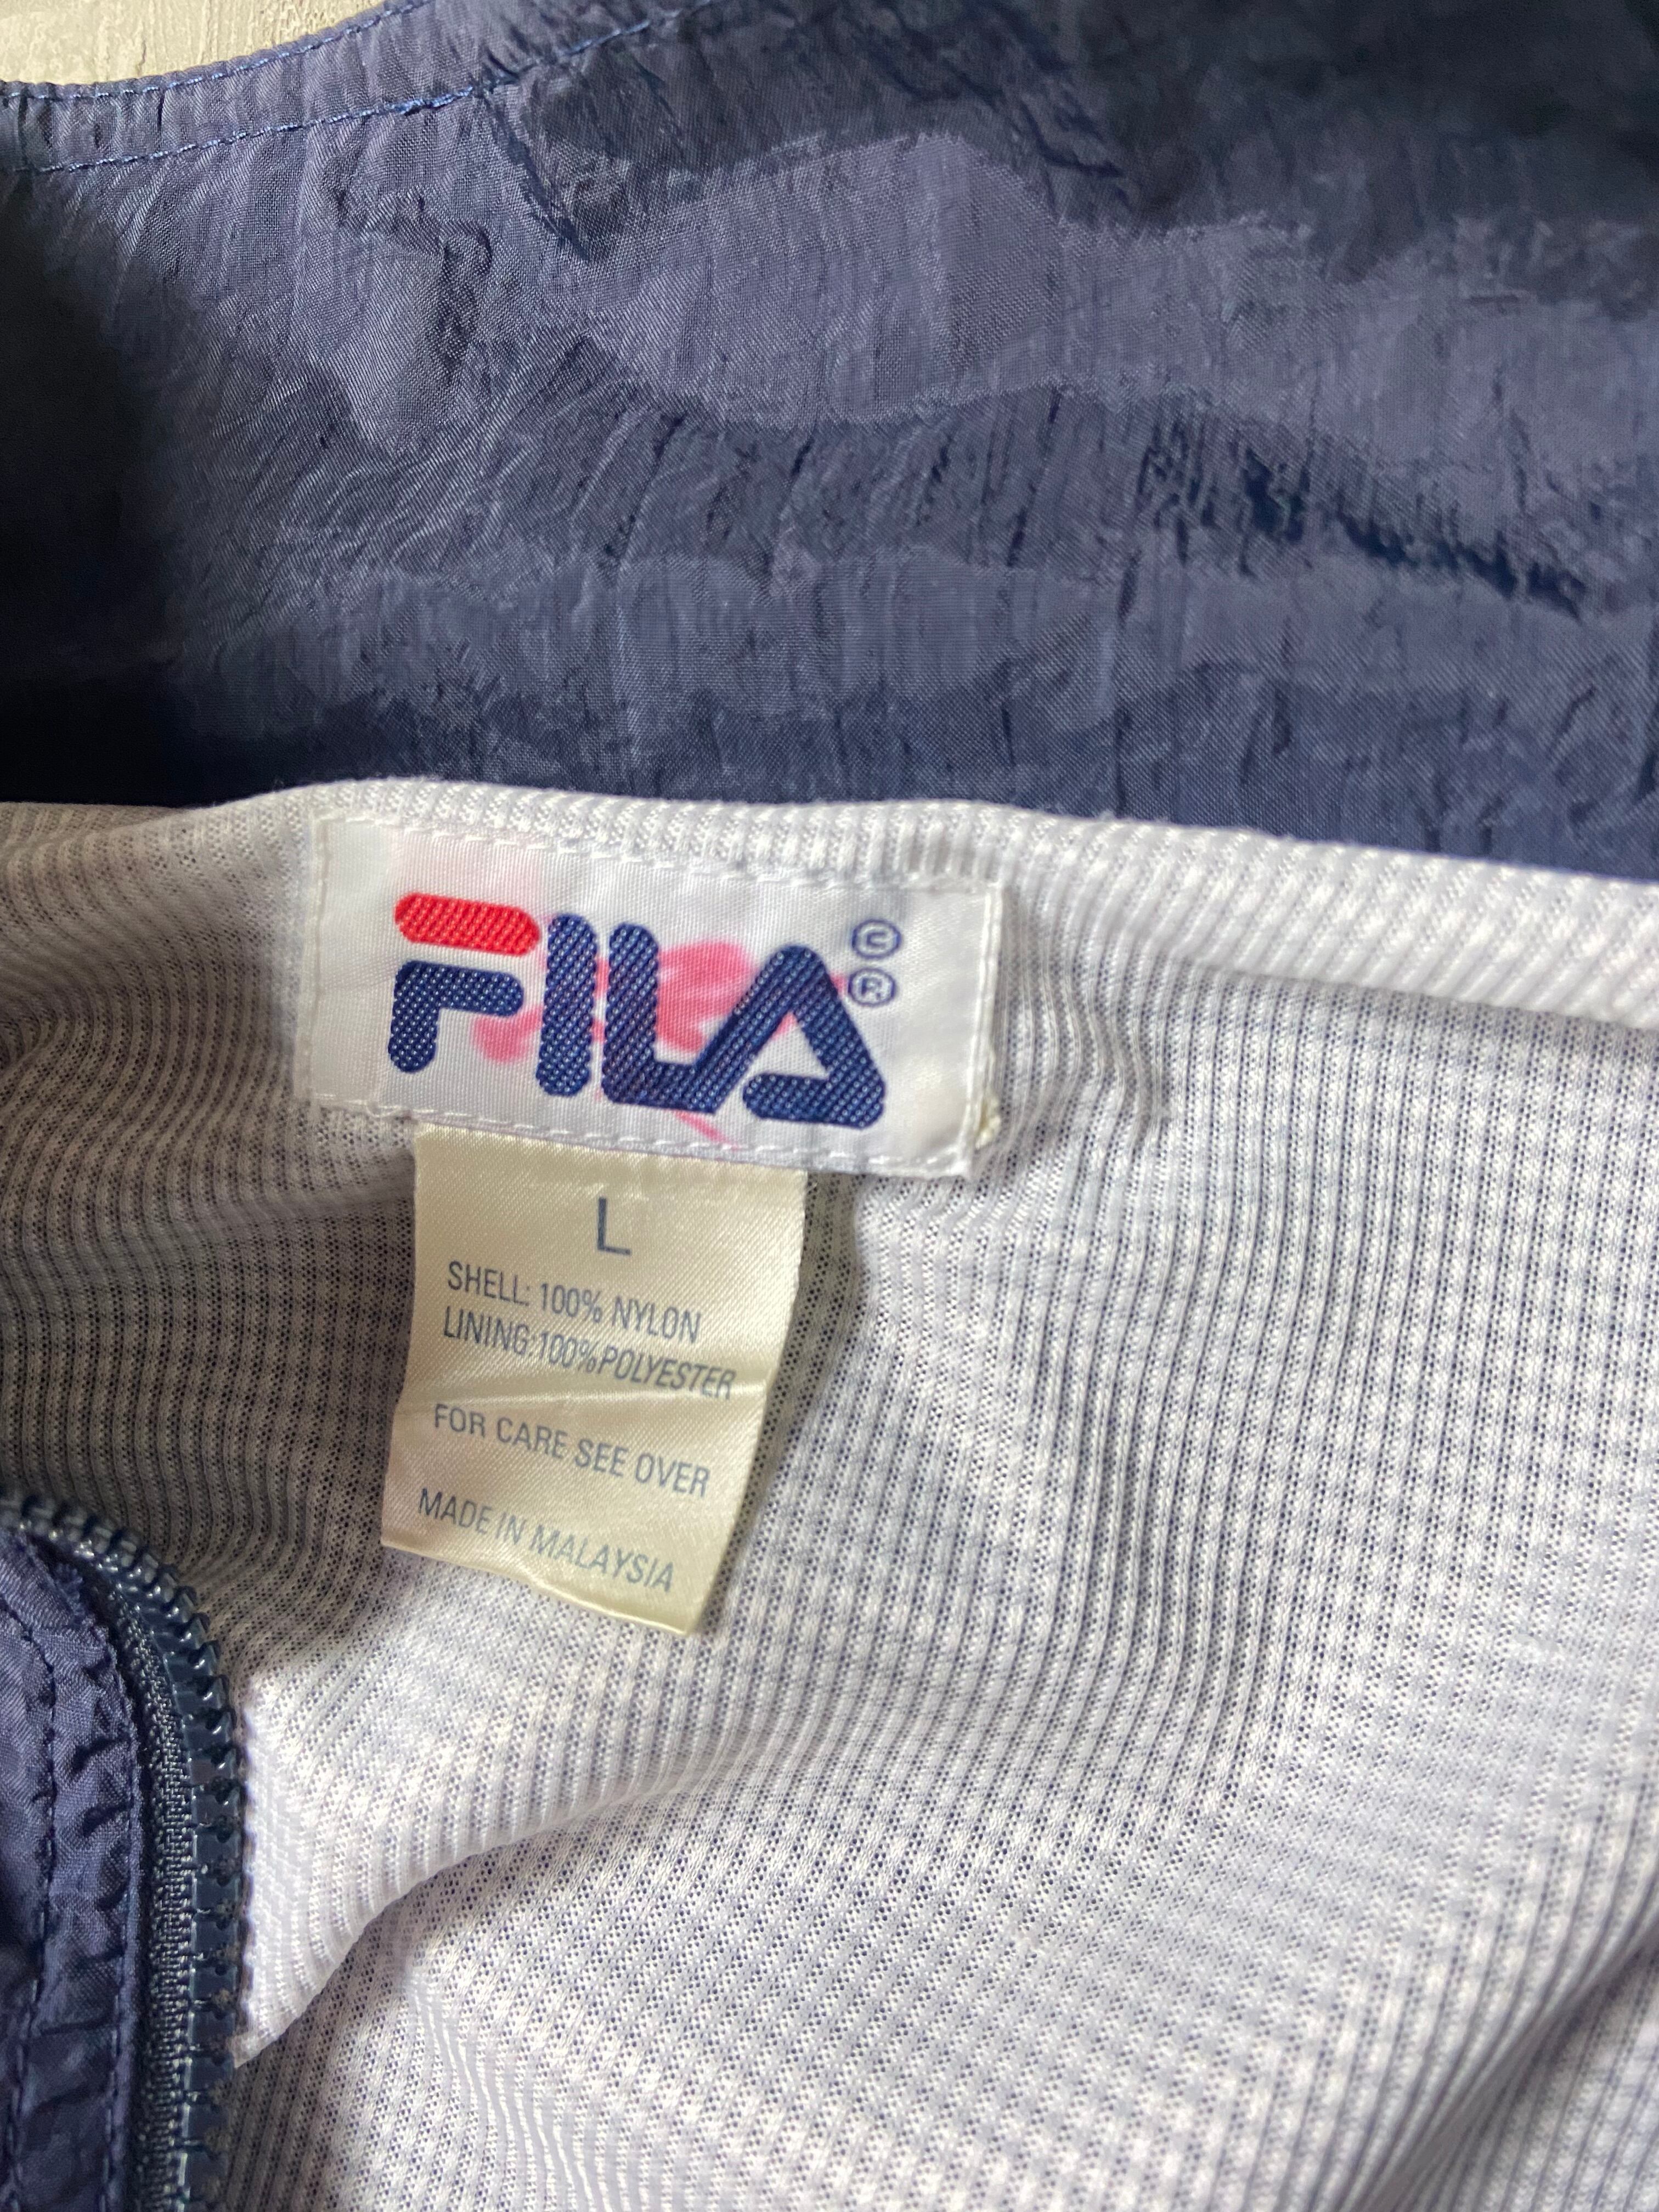 FILA
©
®
L
SHELL: 100% NYLON
LINING:100%POLYESTER
FOR CARE SEE OVER
MADE IN MALAYSIA